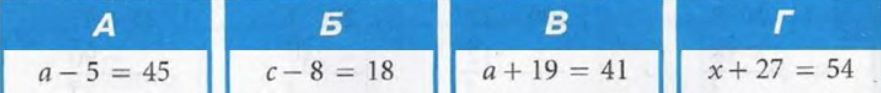 А Б В Г
a − 5 = 45 c − 8 = 18 a + 19 = 41 x + 27 = 54